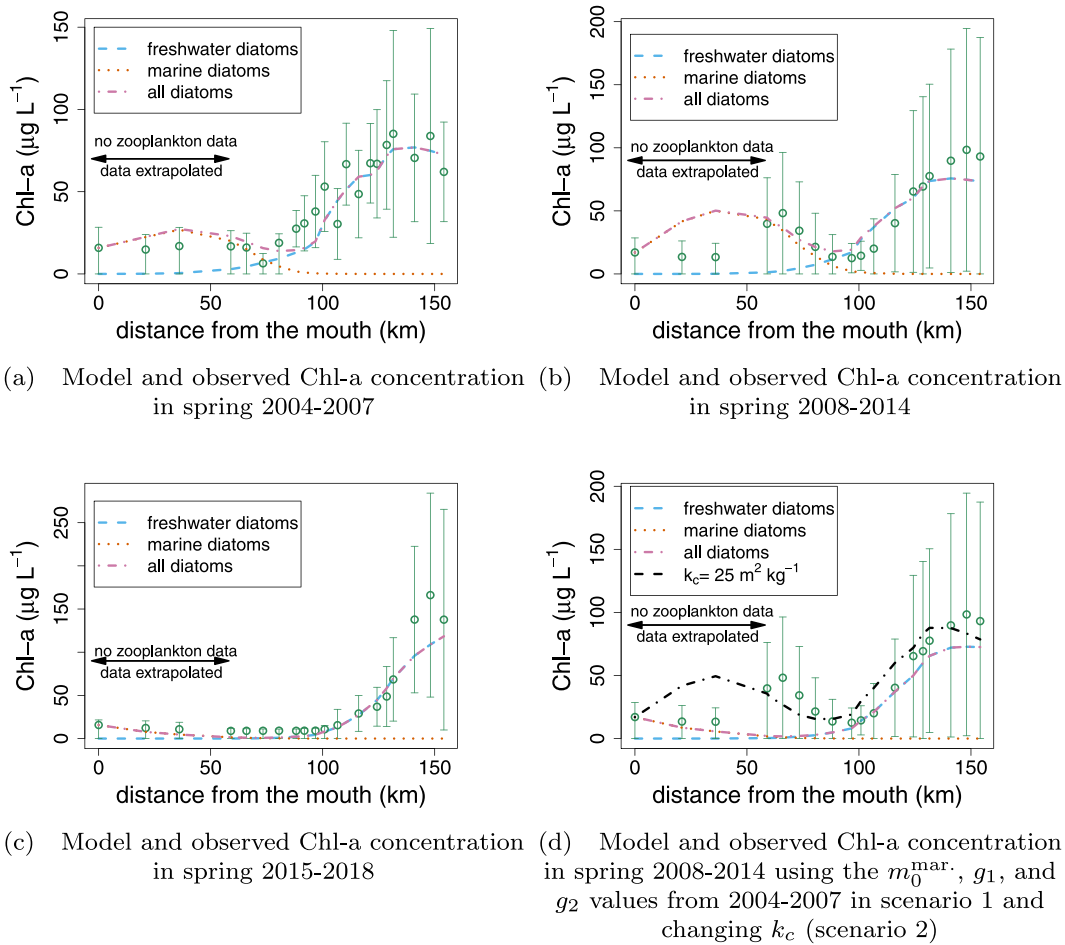 150
100
50
0
Chl−a (μg L−1)
freshwater diatoms
marine diatoms
all diatoms
no zooplankton data
data extrapolated
0 50 100 150
distance from the mouth (km)
(a) Model and observed Chl-a concentration
in spring 2004-2007
200
150
100
50
0
Chl−a (μg L−1)
freshwater diatoms
marine diatoms
all diatoms
no zooplankton data
data extrapolated
0 50 100 150
distance from the mouth (km)
(b) Model and observed Chl-a concentration
in spring 2008-2014
250
150
50
0
Chl−a (μg L−1)
freshwater diatoms
marine diatoms
all diatoms
no zooplankton data
data extrapolated
0 50 100 150
distance from the mouth (km)
(c) Model and observed Chl-a concentration
in spring 2015-2018
200
150
100
50
0
Chl−a (μg L−1)
freshwater diatoms
marine diatoms
all diatoms
kc= 25 m2 kg−1
no zooplankton data
data extrapolated
0 50 100 150
distance from the mouth (km)
(d) Model and observed Chl-a concentration
in spring 2008-2014 using the m0mar., g1, and
g2 values from 2004-2007 in scenario 1 and
changing kc (scenario 2)